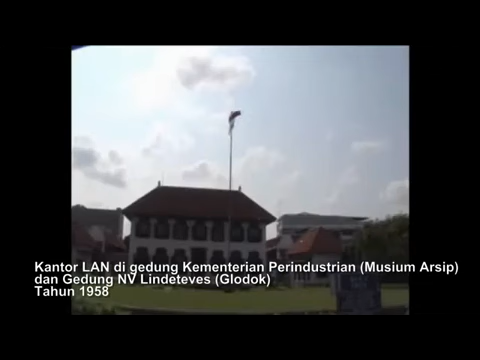 Kantor LAN di gedung Kementerian Perindustrian (Musium Arsip)
dan Gedung NV Lindeteves (Glodok)
Tahun 1958